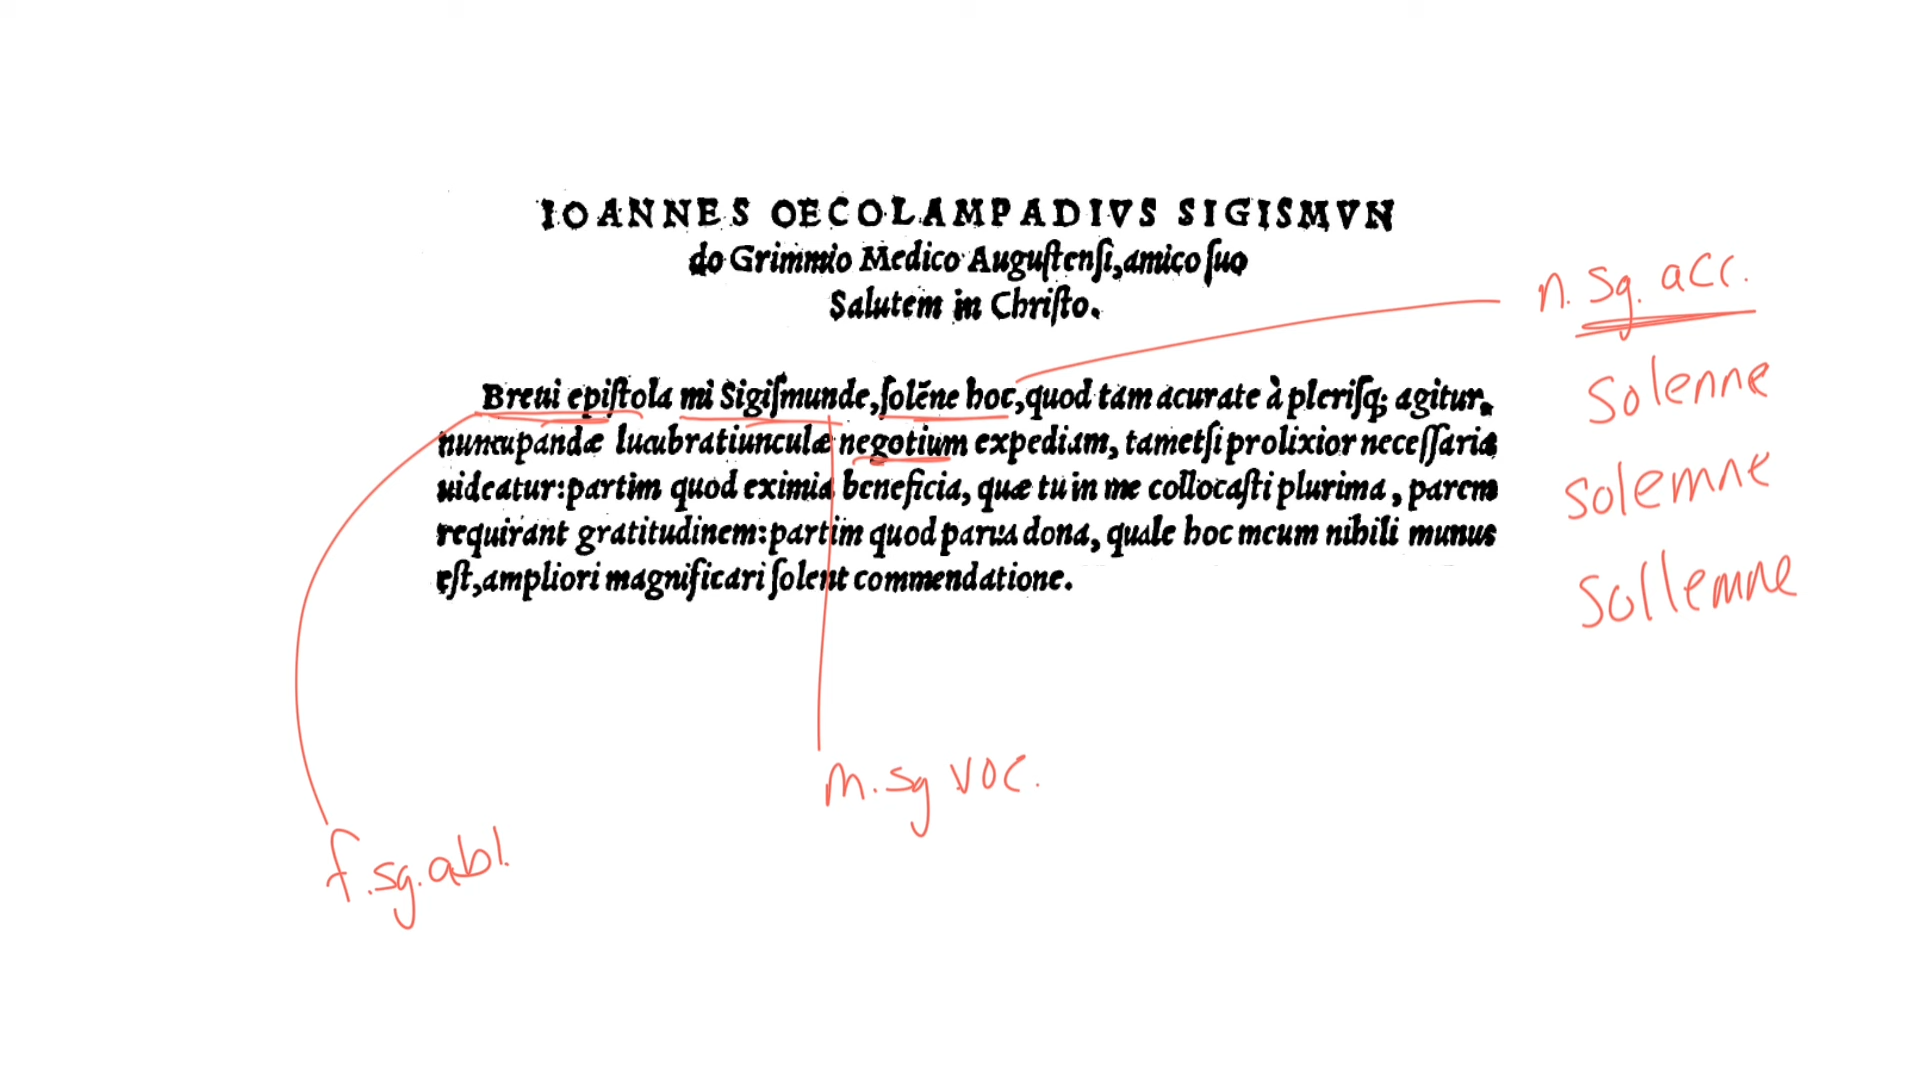 IOANNES OECOLAMPADIVS SIGISMVN
do Grimmio Medico Auguſtenſi, amico ſuo
Salutem in Chriſto.
n. sg. acc.
Breui epiſtola mi Sigiſmunde, ſolẽne hoc, quod tam acurate à pleriſq; agitur,
solenne
nuncupandæ lucubratiunculæ negotium expediam, tametſi prolixior neceſſaria
solemne
uideatur: partim quod eximia beneficia, quæ tu in me collocaſti plurima, parem
requirant gratitudinem: partim quod parua dona, quale hoc meum nihili munus
eſt, ampliori magnificari ſolent commendatione.
sollemne
m. sg voc.
f. sg. abl.